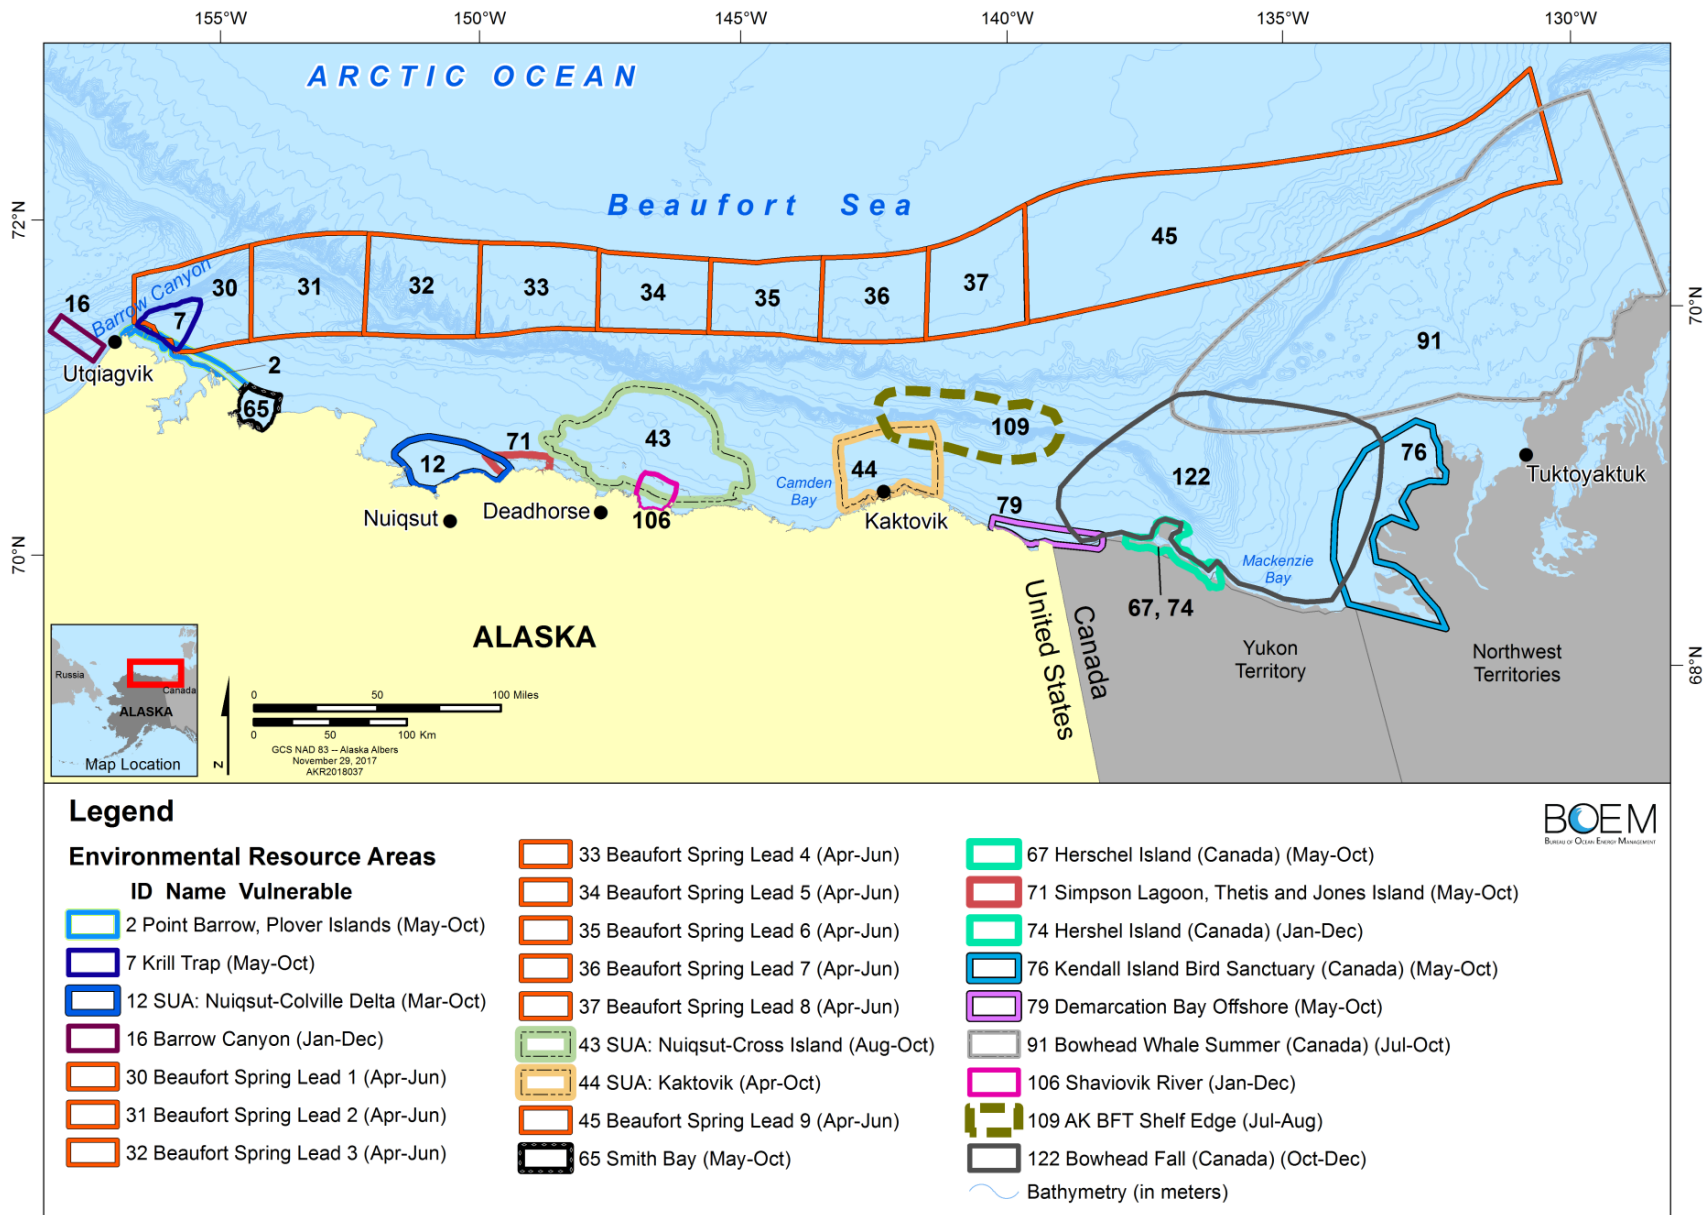 155°W 150°W 145°W 140°W 135°W 130°W
ARCTIC OCEAN
Beaufort Sea
72°N
70°N
70°N
68°N
Barrow Canyon
16
30
31
32
33
34
35
36
37
45
7
2
65
91
Utqiagvik
12
71
43
106
44
109
122
76
79
67, 74
Nuiqsut
Deadhorse
Camden
Bay
Kaktovik
Mackenzie
Bay
Tuktoyaktuk
ALASKA
United States
Canada
Yukon
Territory
Northwest
Territories
Russia
Canada
ALASKA
Map Location
N
0 50 100 Miles
0 50 100 Km
GCS NAD 83 -- Alaska Albers
November 29, 2017
AKR2018037
Legend
Environmental Resource Areas
ID Name Vulnerable
2 Point Barrow, Plover Islands (May-Oct)
7 Krill Trap (May-Oct)
12 SUA: Nuiqsut-Colville Delta (Mar-Oct)
16 Barrow Canyon (Jan-Dec)
30 Beaufort Spring Lead 1 (Apr-Jun)
31 Beaufort Spring Lead 2 (Apr-Jun)
32 Beaufort Spring Lead 3 (Apr-Jun)
33 Beaufort Spring Lead 4 (Apr-Jun)
34 Beaufort Spring Lead 5 (Apr-Jun)
35 Beaufort Spring Lead 6 (Apr-Jun)
36 Beaufort Spring Lead 7 (Apr-Jun)
37 Beaufort Spring Lead 8 (Apr-Jun)
43 SUA: Nuiqsut-Cross Island (Aug-Oct)
44 SUA: Kaktovik (Apr-Oct)
45 Beaufort Spring Lead 9 (Apr-Jun)
65 Smith Bay (May-Oct)
67 Herschel Island (Canada) (May-Oct)
71 Simpson Lagoon, Thetis and Jones Island (May-Oct)
74 Hershel Island (Canada) (Jan-Dec)
76 Kendall Island Bird Sanctuary (Canada) (May-Oct)
79 Demarcation Bay Offshore (May-Oct)
91 Bowhead Whale Summer (Canada) (Jul-Oct)
106 Shaviovik River (Jan-Dec)
109 AK BFT Shelf Edge (Jul-Aug)
122 Bowhead Fall (Canada) (Oct-Dec)
Bathymetry (in meters)
BOEM
Bureau of Ocean Energy Management